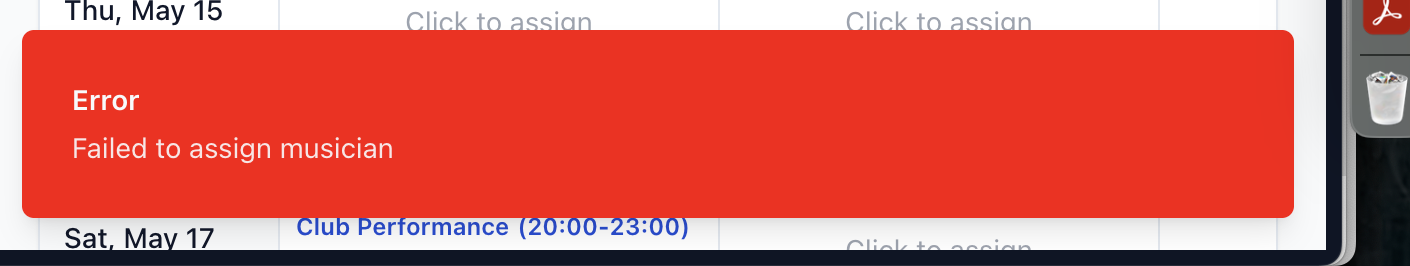 Thu, May 15
Click to assign
Click to assign
Error
Failed to assign musician
Club Performance (20:00-23:00)
Sat, May 17
Click to assign